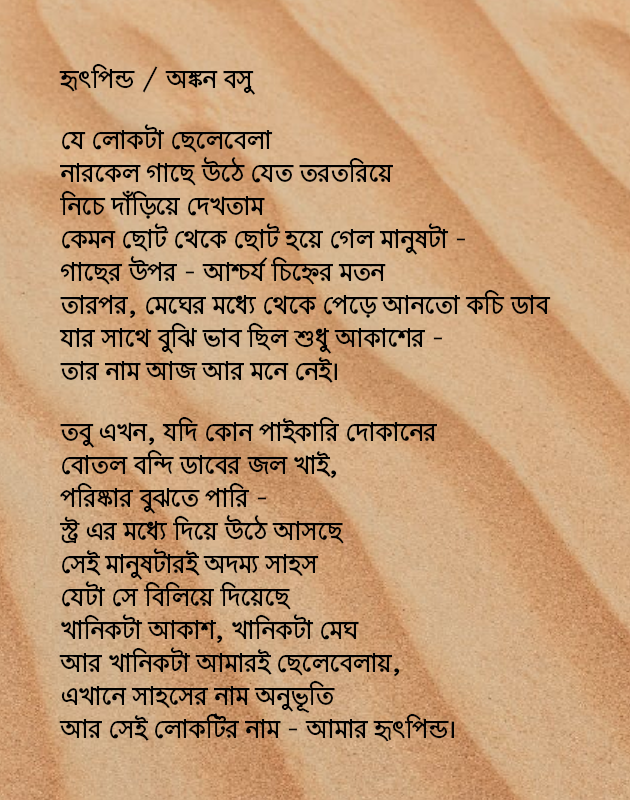 হৃৎপিন্ড / অঙ্কন বসু
যে লোকটা ছেলেবেলা
নারকেল গাছে উঠে যেত তরতরিয়ে
নিচে দাঁড়িয়ে দেখতাম
কেমন ছোট থেকে ছোট হয়ে গেল মানুষটা -
গাছের উপর - আশ্চর্য চিহ্নের মতন
তারপর, মেঘের মধ্যে থেকে পেড়ে আনতো কচি ডাব
যার সাথে বুঝি ভাব ছিল শুধু আকাশের -
তার নাম আজ আর মনে নেই।
তবু এখন, যদি কোন পাইকারি দোকানের
বোতল বন্দি ডাবের জল খাই,
পরিষ্কার বুঝতে পারি -
স্ট্র এর মধ্যে দিয়ে উঠে আসছে
সেই মানুষটারই অদম্য সাহস
যেটা সে বিলিয়ে দিয়েছে
খানিকটা আকাশ, খানিকটা মেঘ
আর খানিকটা আমারই ছেলেবেলায়,
এখানে সাহসের নাম অনুভূতি
আর সেই লোকটির নাম - আমার হৃৎপিন্ড।